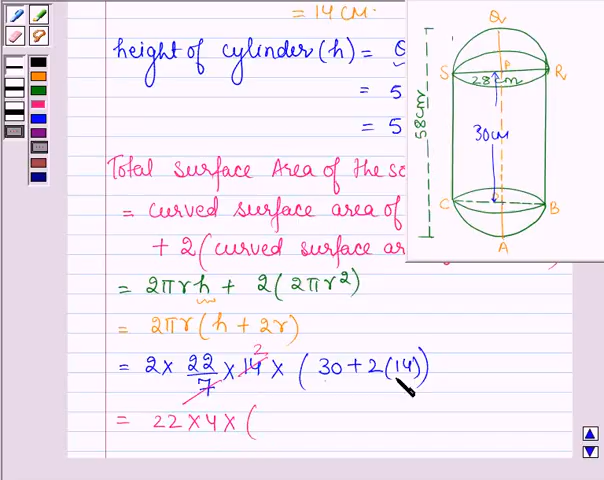 = 14 cm.
height of cylinder (h) =
= 5
= 5
Total Surface Area of the
= curved surface area of
+ 2 (curved surface
= 2πrh + 2(2πr²)
= 2πr(h + 2r)
= 2 × 22/7 × 14 × (30 + 2(14))
2
= 22 × 4 × (
Q
S P R
28 cm
58 cm
30 cm
C B
A